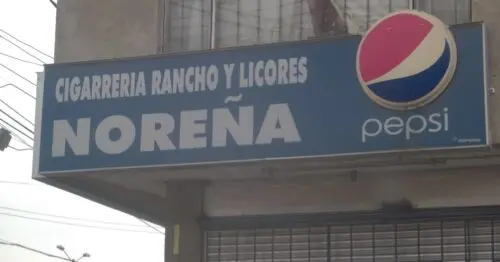 CIGARRERIA RANCHO Y LICORES
NOREÑA
pepsi